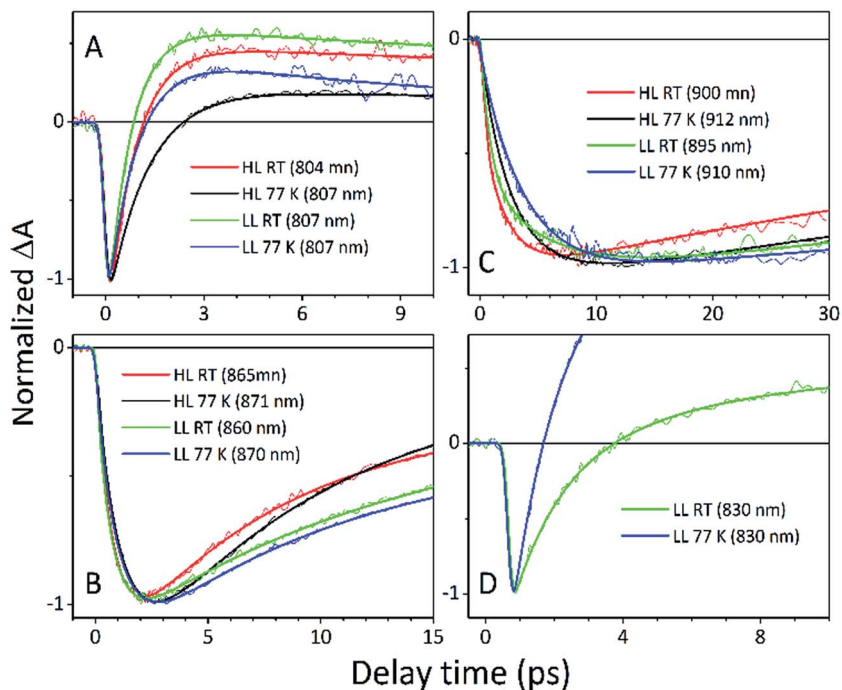 A
0
-1
HL RT (804 mn)
HL 77 K (807 nm)
LL RT (807 nm)
LL 77 K (807 nm)
0 3 6 9
C
0
-1
HL RT (900 mn)
HL 77 K (912 nm)
LL RT (895 nm)
LL 77 K (910 nm)
0 10 20 30
B
0
-1
HL RT (865mn)
HL 77 K (871 nm)
LL RT (860 nm)
LL 77 K (870 nm)
0 5 10 15
D
0
-1
LL RT (830 nm)
LL 77 K (830 nm)
0 4 8
Normalized ΔA
Delay time (ps)